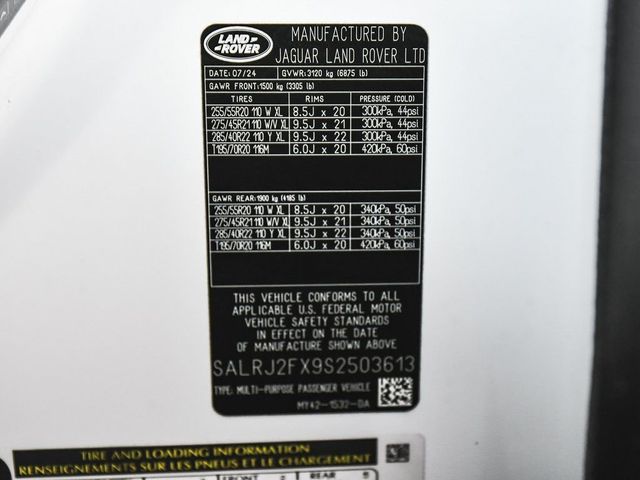 LAND ROVER
MANUFACTURED BY
JAGUAR LAND ROVER LTD
DATE: 07/24 GVWR: 3120 kg (6875 lb)
GAWR FRONT: 1500 kg (3305 lb)
TIRES RIMS PRESSURE (COLD)
255/55R20 110 W XL 8.5J x 20 300kPa, 44psi
275/45R21 110 W/V XL 9.5J x 21 300kPa, 44psi
285/40R22 110 Y XL 9.5J x 22 300kPa, 44psi
T195/70R20 116M 6.0J x 20 420kPa, 60psi
GAWR REAR: 1900 kg (4185 lb)
255/55R20 110 W XL 8.5J x 20 340kPa, 50psi
275/45R21 110 W/V XL 9.5J x 21 340kPa, 50psi
285/40R22 110 Y XL 9.5J x 22 340kPa, 50psi
T195/70R20 116M 6.0J x 20 420kPa, 60psi
THIS VEHICLE CONFORMS TO ALL
APPLICABLE U.S. FEDERAL MOTOR
VEHICLE SAFETY STANDARDS
IN EFFECT ON THE DATE
OF MANUFACTURE SHOWN ABOVE
SALRJ2FX9S2503613
TYPE: MULTI-PURPOSE PASSENGER VEHICLE
MY42-1532-DA
TIRE AND LOADING INFORMATION
RENSEIGNEMENTS SUR LES PNEUS ET LE CHARGEMENT
REAR